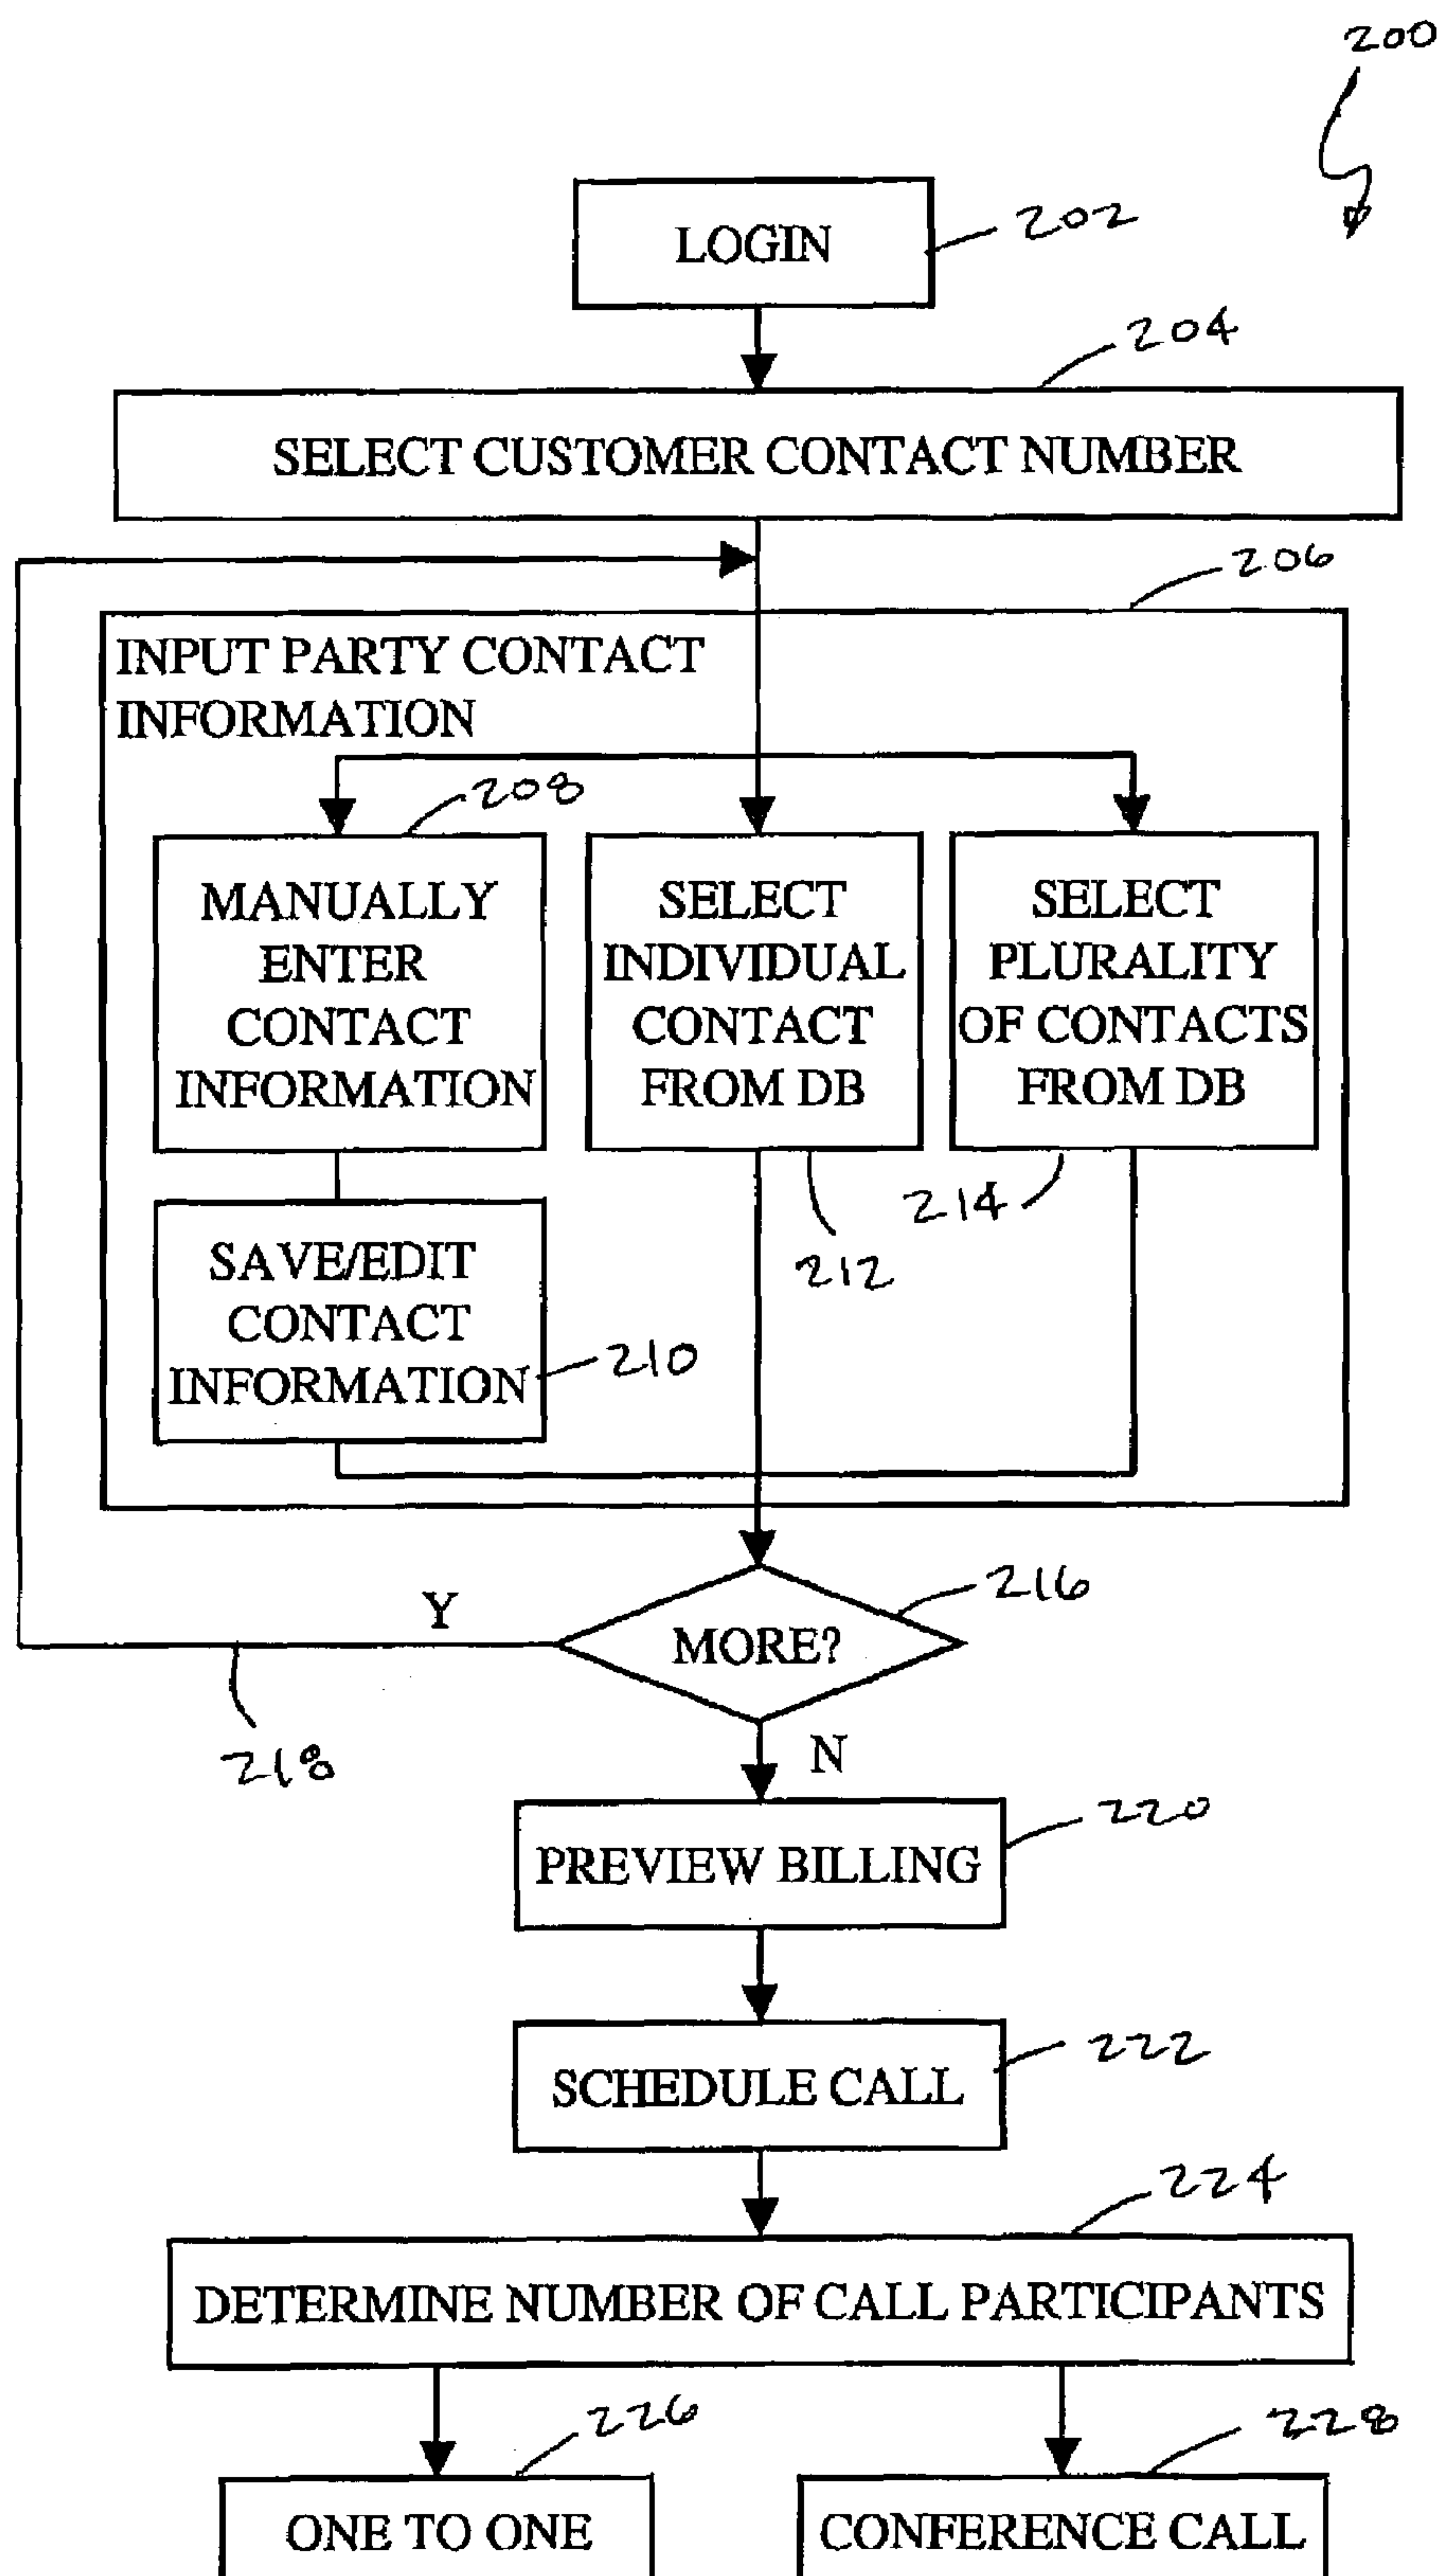 200
LOGIN
202
204
SELECT CUSTOMER CONTACT NUMBER
206
INPUT PARTY CONTACT
INFORMATION
208
MANUALLY
ENTER
CONTACT
INFORMATION
SELECT
INDIVIDUAL
CONTACT
FROM DB
SELECT
PLURALITY
OF CONTACTS
FROM DB
212
214
SAVE/EDIT
CONTACT
INFORMATION
210
216
MORE?
Y
218
N
220
PREVIEW BILLING
222
SCHEDULE CALL
224
DETERMINE NUMBER OF CALL PARTICIPANTS
226
228
ONE TO ONE
CONFERENCE CALL